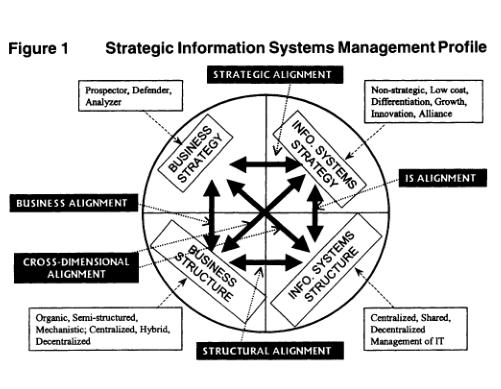 Figure 1 Strategic Information Systems Management Profile
STRATEGIC ALIGNMENT
Prospector, Defender,
Analyzer
Non-strategic, Low cost,
Differentiation, Growth,
Innovation, Alliance
BUSINESS
STRATEGY
INFO. SYSTEMS
STRATEGY
IS ALIGNMENT
BUSINESS ALIGNMENT
CROSS-DIMENSIONAL
ALIGNMENT
BUSINESS
STRUCTURE
INFO. SYSTEMS
STRUCTURE
Organic, Semi-structured,
Mechanistic; Centralized, Hybrid,
Decentralized
Centralized, Shared,
Decentralized
Management of IT
STRUCTURAL ALIGNMENT